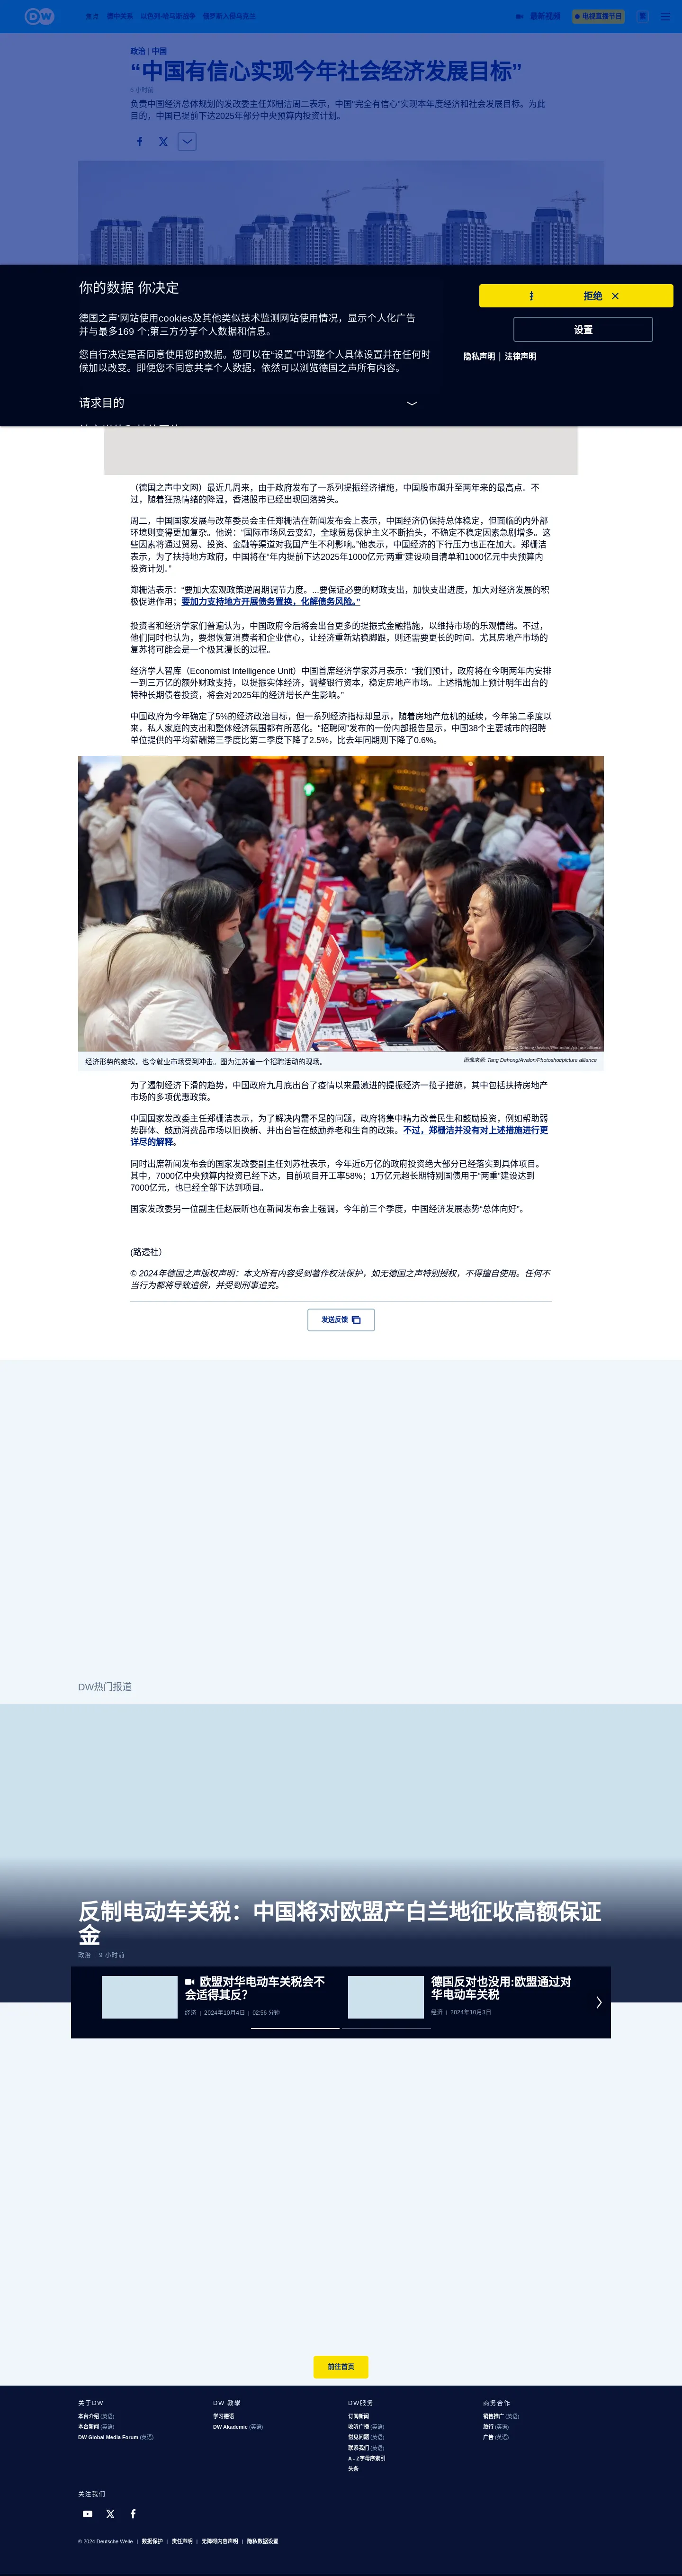 DW
焦点 德中关系 以色列-哈马斯战争 俄罗斯入侵乌克兰 最新视频 电视直播节目 繁
政治 | 中国
“中国有信心实现今年社会经济发展目标”
6 小时前
负责中国经济总体规划的发改委主任郑栅洁周二表示，中国“完全有信心”实现本年度经济和社会发展目标。为此
目的，中国已提前下达2025年部分中央预算内投资计划。
你的数据 你决定
德国之声'网站使用cookies及其他类似技术监测网站使用情况，显示个人化广告
并与最多169 个;第三方分享个人数据和信息。
您自行决定是否同意使用您的数据。您可以在“设置”中调整个人具体设置并在任何时
候加以改变。即便您不同意共享个人数据，依然可以浏览德国之声所有内容。
请求目的
拒绝
设置
隐私声明 | 法律声明
（德国之声中文网）最近几周来，由于政府发布了一系列提振经济措施，中国股市飙升至两年来的最高点。不
过，随着狂热情绪的降温，香港股市已经出现回落势头。
周二，中国国家发展与改革委员会主任郑栅洁在新闻发布会上表示，中国经济仍保持总体稳定，但面临的内外部
环境则变得更加复杂。他说：“国际市场风云变幻，全球贸易保护主义不断抬头，不确定不稳定因素急剧增多。这
些因素将通过贸易、投资、金融等渠道对我国产生不利影响。”他表示，中国经济的下行压力也正在加大。郑栅洁
表示，为了扶持地方政府，中国将在“年内提前下达2025年1000亿元‘两重’建设项目清单和1000亿元中央预算内
投资计划。”
郑栅洁表示：“要加大宏观政策逆周期调节力度。...要保证必要的财政支出，加快支出进度，加大对经济发展的积
极促进作用；要加力支持地方开展债务置换，化解债务风险。”
投资者和经济学家们普遍认为，中国政府今后将会出台更多的提振式金融措施，以维持市场的乐观情绪。不过，
他们同时也认为，要想恢复消费者和企业信心，让经济重新站稳脚跟，则还需要更长的时间。尤其房地产市场的
复苏将可能会是一个极其漫长的过程。
经济学人智库（Economist Intelligence Unit）中国首席经济学家苏月表示：“我们预计，政府将在今明两年内安排
一到三万亿的额外财政支持，以提振实体经济，调整银行资本，稳定房地产市场。上述措施加上预计明年出台的
特种长期债卷投资，将会对2025年的经济增长产生影响。”
中国政府为今年确定了5%的经济政治目标，但一系列经济指标却显示，随着房地产危机的延续，今年第二季度以
来，私人家庭的支出和整体经济氛围都有所恶化。“招聘网”发布的一份内部报告显示，中国38个主要城市的招聘
单位提供的平均薪酬第三季度比第二季度下降了2.5%，比去年同期则下降了0.6%。
经济形势的疲软，也令就业市场受到冲击。图为江苏省一个招聘活动的现场。
图像来源: Tang Dehong/Avalon/Photoshot/picture alliance
为了遏制经济下滑的趋势，中国政府九月底出台了疫情以来最激进的提振经济一揽子措施，其中包括扶持房地产
市场的多项优惠政策。
中国国家发改委主任郑栅洁表示，为了解决内需不足的问题，政府将集中精力改善民生和鼓励投资，例如帮助弱
势群体、鼓励消费品市场以旧换新、并出台旨在鼓励养老和生育的政策。不过，郑栅洁并没有对上述措施进行更
详尽的解释。
同时出席新闻发布会的国家发改委副主任刘苏社表示，今年近6万亿的政府投资绝大部分已经落实到具体项目。
其中，7000亿中央预算内投资已经下达，目前项目开工率58%；1万亿元超长期特别国债用于“两重”建设达到
7000亿元，也已经全部下达到项目。
国家发改委另一位副主任赵辰昕也在新闻发布会上强调，今年前三个季度，中国经济发展态势“总体向好”。
(路透社）
© 2024年德国之声版权声明：本文所有内容受到著作权法保护，如无德国之声特别授权，不得擅自使用。任何不
当行为都将导致追偿，并受到刑事追究。
发送反馈
DW热门报道
反制电动车关税：中国将对欧盟产白兰地征收高额保证
金
政治 | 9 小时前
欧盟对华电动车关税会不
会适得其反？
经济 | 2024年10月4日 | 02:56 分钟
德国反对也没用:欧盟通过对
华电动车关税
经济 | 2024年10月3日
前往首页
关于DW
本台介绍 (英语)
本台新闻 (英语)
DW Global Media Forum (英语)
DW 教學
学习德语
DW Akademie (英语)
DW服务
订阅新闻
收听广播 (英语)
常见问题 (英语)
联系我们 (英语)
A - Z字母序索引
头条
商务合作
销售推广 (英语)
旅行 (英语)
广告 (英语)
关注我们
© 2024 Deutsche Welle | 数据保护 | 责任声明 | 无障碍内容声明 | 隐私数据设置